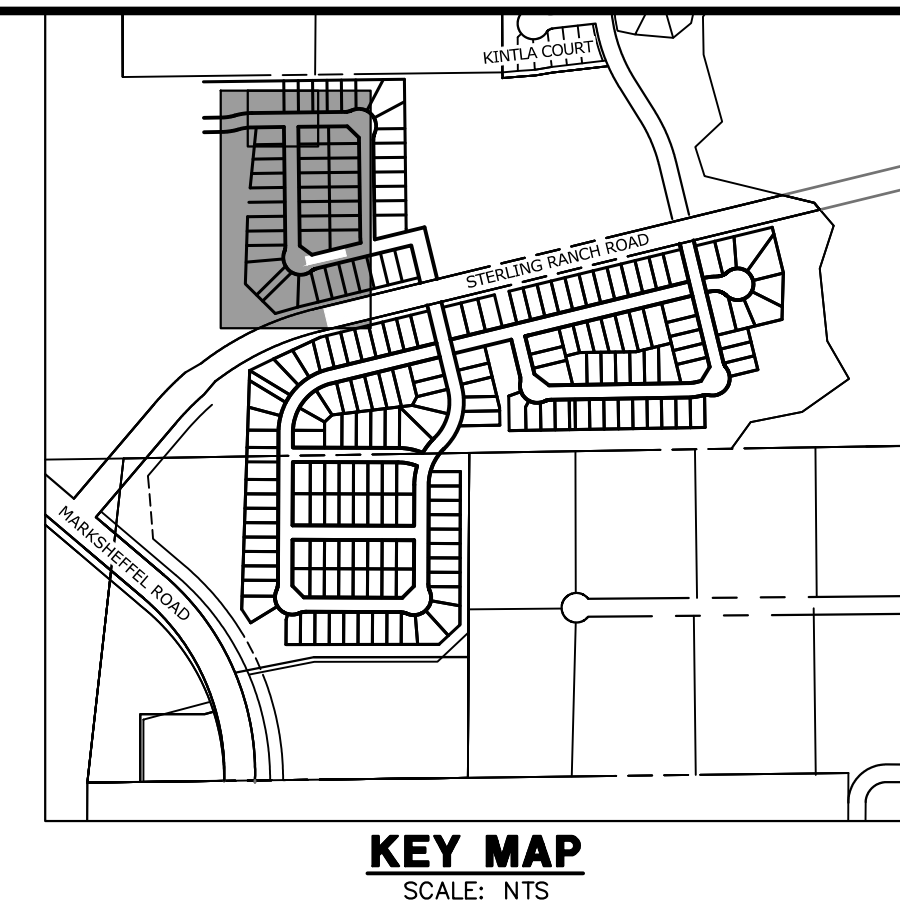 KINTLA COURT
STERLING RANCH ROAD
MARKSHEFFEL ROAD
KEY MAP
SCALE: NTS